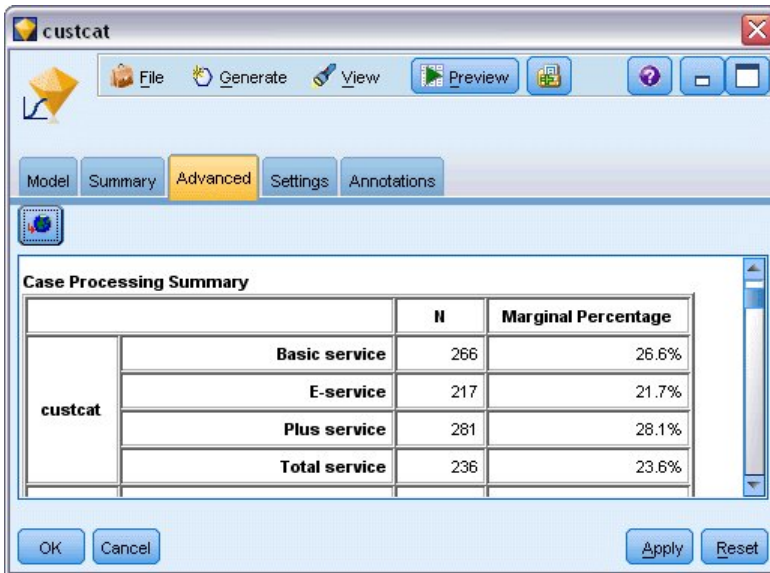 custcat
File Generate View Preview
Model Summary Advanced Settings Annotations
Case Processing Summary
N Marginal Percentage
custcat
Basic service 266 26.6%
E-service 217 21.7%
Plus service 281 28.1%
Total service 236 23.6%
OK Cancel Apply Reset